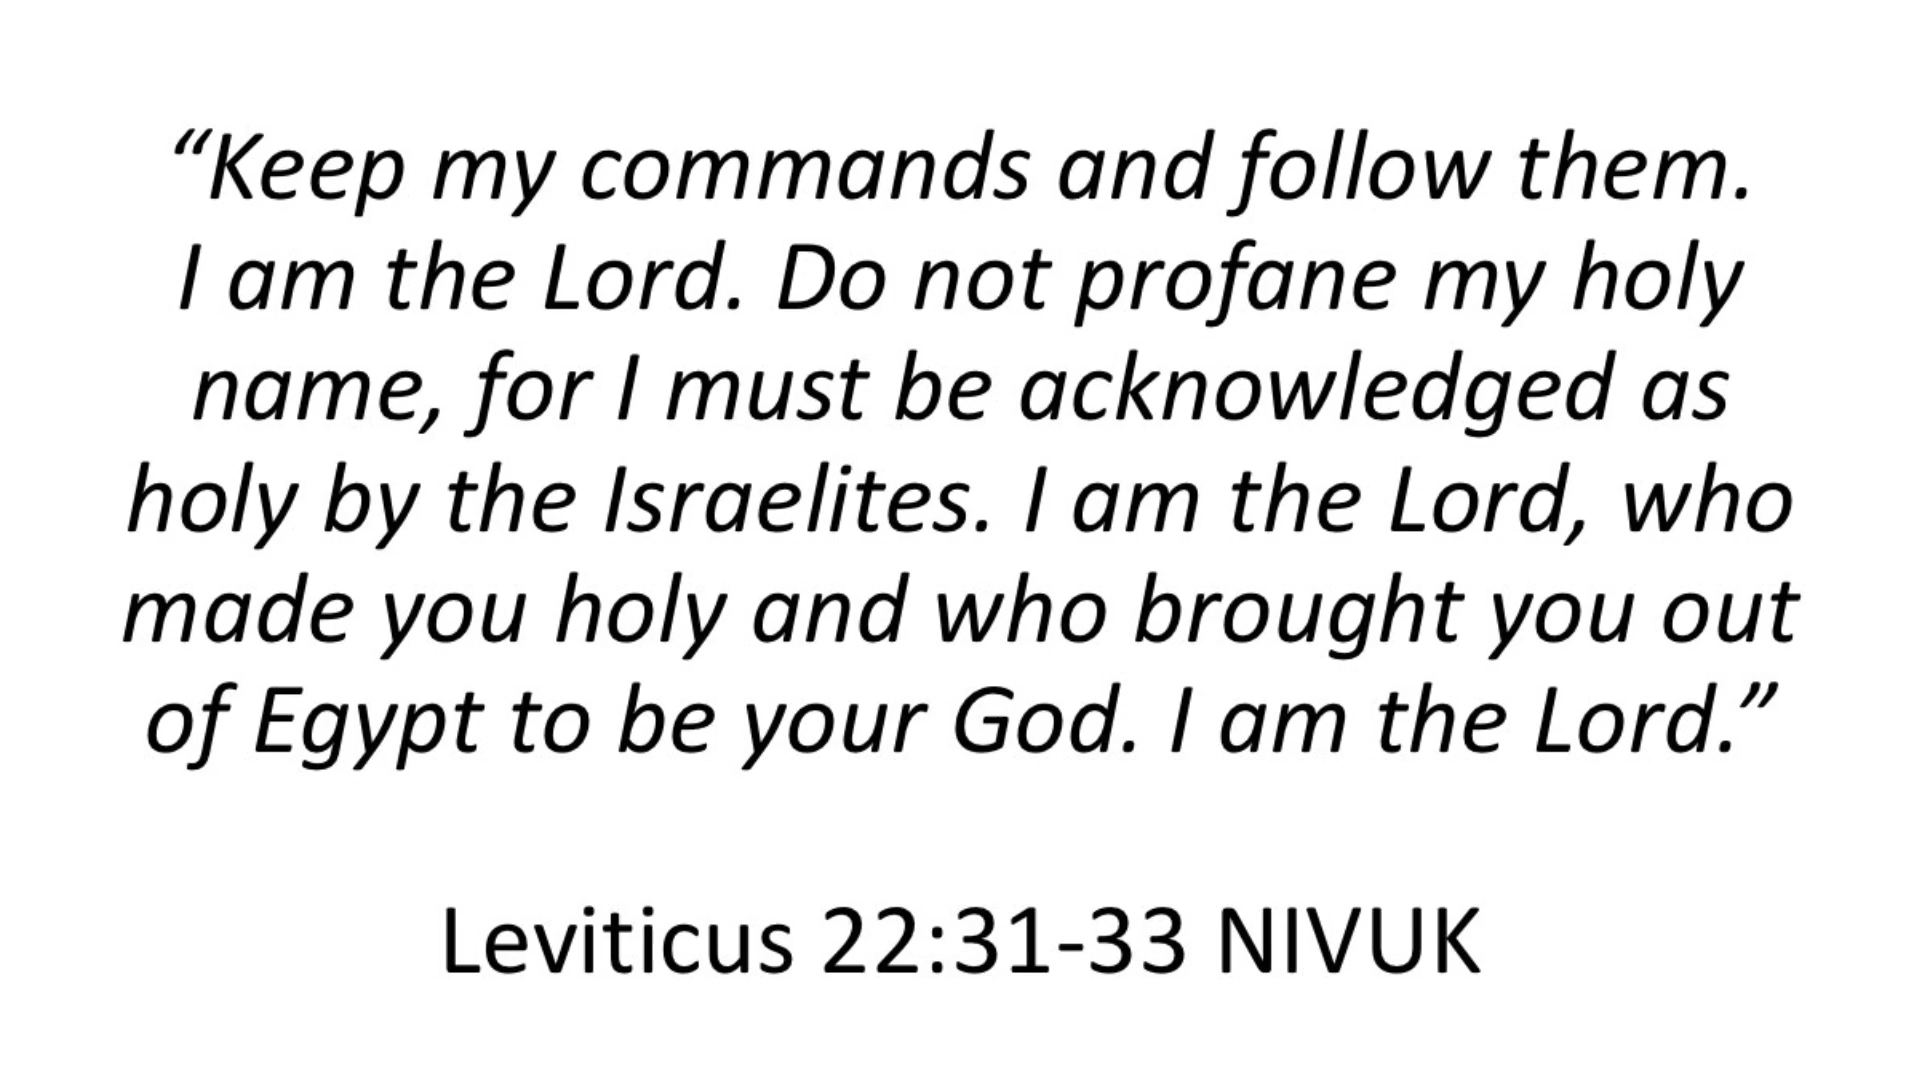 “Keep my commands and follow them.
I am the Lord. Do not profane my holy
name, for I must be acknowledged as
holy by the Israelites. I am the Lord, who
made you holy and who brought you out
of Egypt to be your God. I am the Lord.”
Leviticus 22:31-33 NIVUK